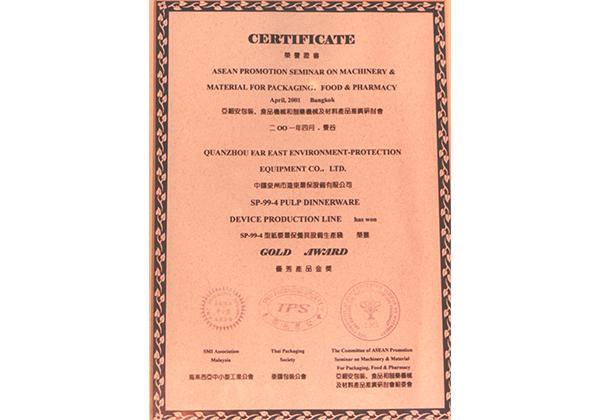 CERTIFICATE
榮譽證書
ASEAN PROMOTION SEMINAR ON MACHINERY &
MATERIAL FOR PACKAGING, FOOD & PHARMACY
April, 2001 Bangkok
亞細安包裝、食品機械和醫藥機械及材料產品推廣研討會
二〇〇一年四月·曼谷
QUANZHOU FAR EAST ENVIRONMENT-PROTECTION
EQUIPMENT CO., LTD.
中國泉州市遠東環保設備有限公司
SP-99-4 PULP DINNERWARE
DEVICE PRODUCTION LINE has won
SP-99-4 型紙漿環保餐具設備生產綫 榮獲
GOLD AWARD
優秀產品金獎
TPS
SMI Association
Malaysia
馬來西亞中小型工業公會
Thai Packaging
Society
泰國包裝公會
The Committee of ASEAN Promotion
Seminar on Machinery & Material
For Packaging, Food & Pharmacy
亞細安包裝、食品和醫藥機械
及材料產品推廣研討會組委會